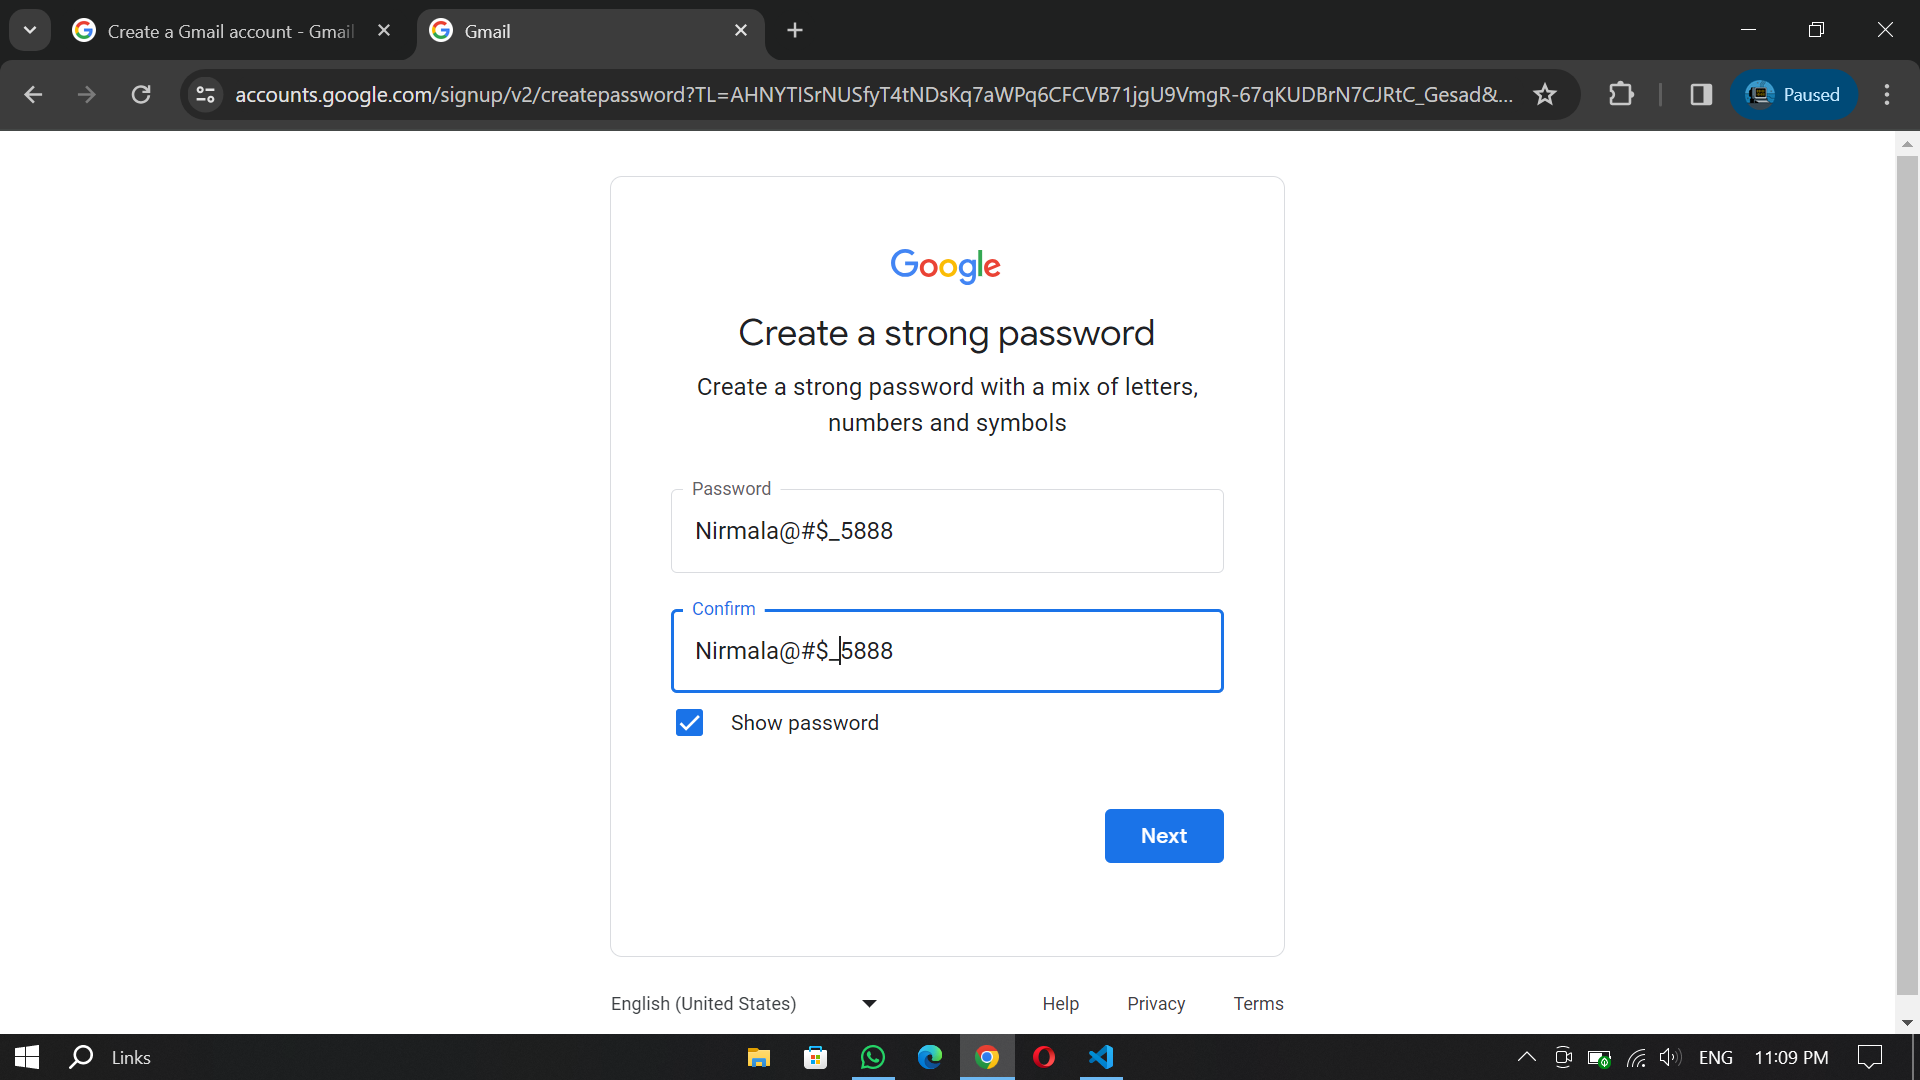 Create a Gmail account - Gmail
Gmail
accounts.google.com/signup/v2/createpassword?TL=AHNYTISrNUSfyT4tNDsKq7aWPq6CFCVB71jgU9VmgR-67qKUDBrN7CJRtC_Gesad&...
Paused
Google
Create a strong password
Create a strong password with a mix of letters,
numbers and symbols
Password
Nirmala@#$_5888
Confirm
Nirmala@#$_5888
Show password
Next
English (United States)
Help
Privacy
Terms
Links
ENG
11:09 PM